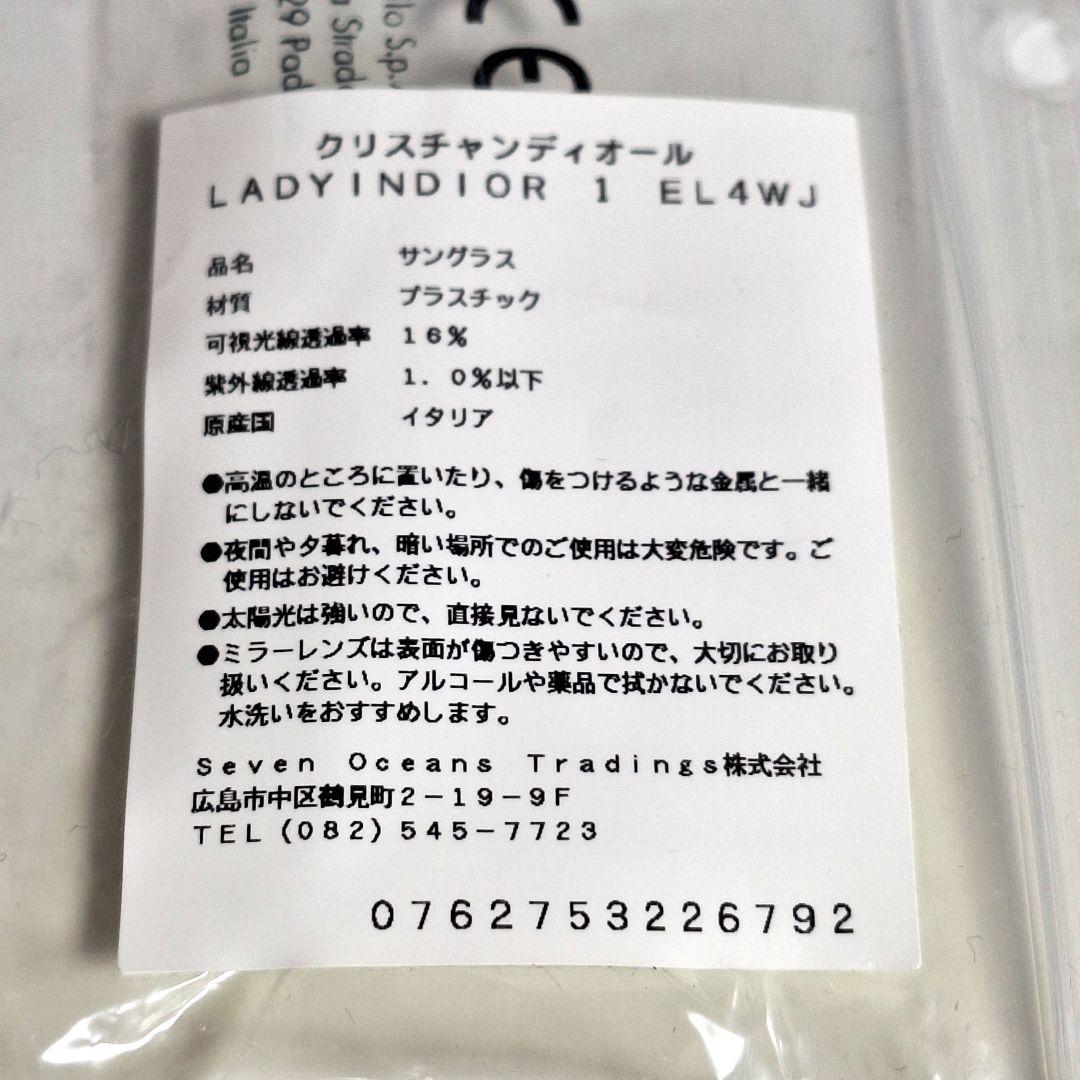 lo S.p.
Strad
29 Pad
Italia
CE
クリスチャンディオール
LADYINDIOR 1 EL4WJ
品名 サングラス
材質 プラスチック
可視光線透過率 16%
紫外線透過率 1.0%以下
原産国 イタリア
●高温のところに置いたり、傷をつけるような金属と一緒
にしないでください。
●夜間や夕暮れ、暗い場所でのご使用は大変危険です。ご
使用はお避けください。
●太陽光は強いので、直接見ないでください。
●ミラーレンズは表面が傷つきやすいので、大切にお取り
扱いください。アルコールや薬品で拭かないでください。
水洗いをおすすめします。
Seven Oceans Tradings株式会社
広島市中区鶴見町2-19-9F
TEL(082)545-7723
0762753226792